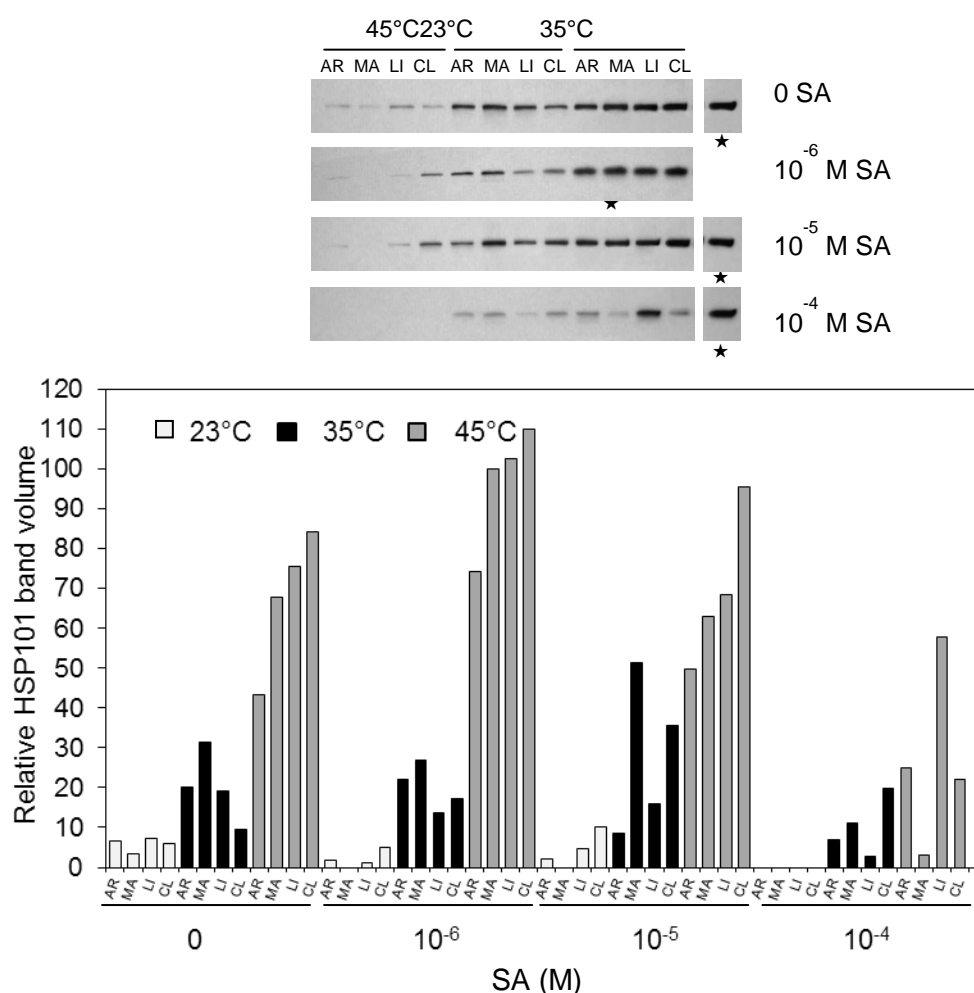 45°C23°C 35°C
AR MA LI CL AR MA LI CL AR MA LI CL
0 SA
★
10-6 M SA
★
10-5 M SA
★
10-4 M SA
★
120
110
100
90
80
70
60
50
40
30
20
10
0
Relative HSP101 band volume
23°C 35°C 45°C
AR MA LI CL AR MA LI CL AR MA LI CL AR MA LI CL AR MA LI CL AR MA LI CL AR MA LI CL AR MA LI CL AR MA LI CL AR MA LI CL AR MA LI CL AR MA LI CL
0 10-6 10-5 10-4
SA (M)